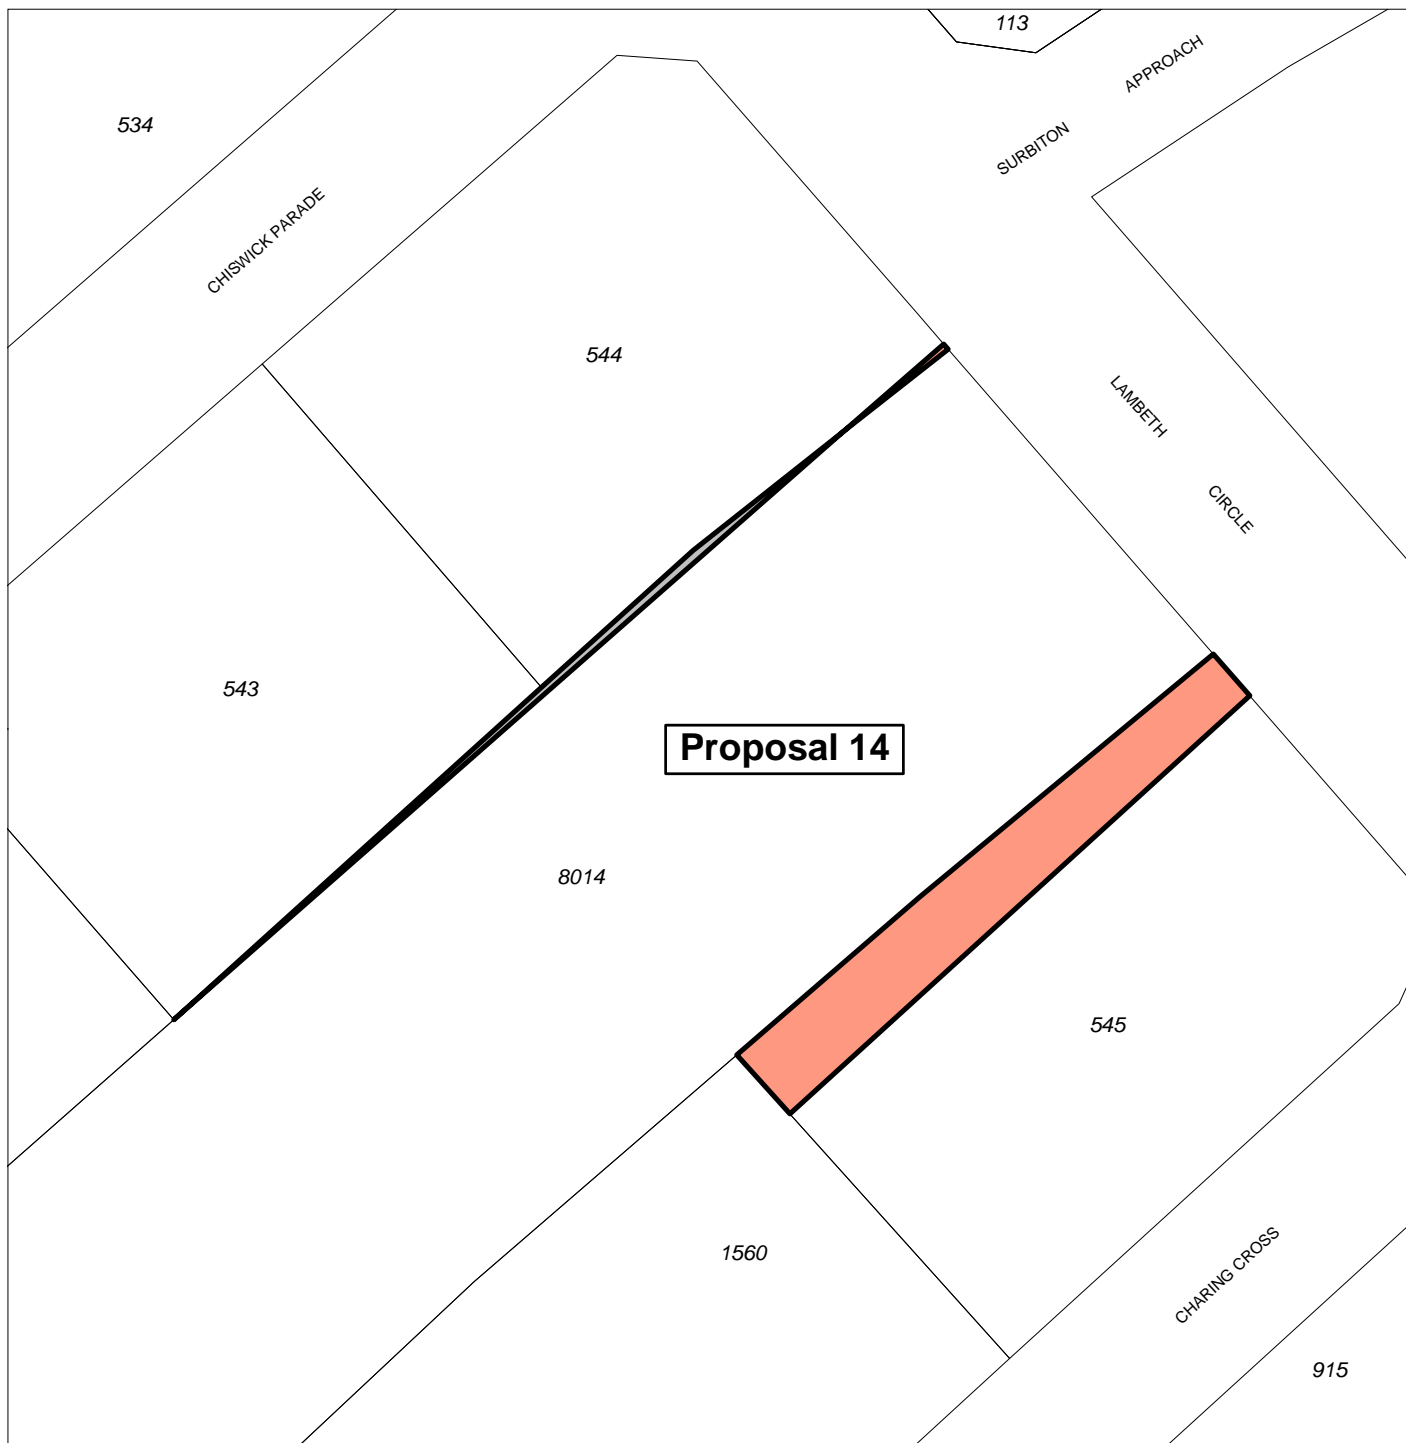 113
APPROACH
534
SURBITON
CHISWICK PARADE
544
LAMBETH
CIRCLE
543
Proposal 14
8014
545
1560
CHARING CROSS
915